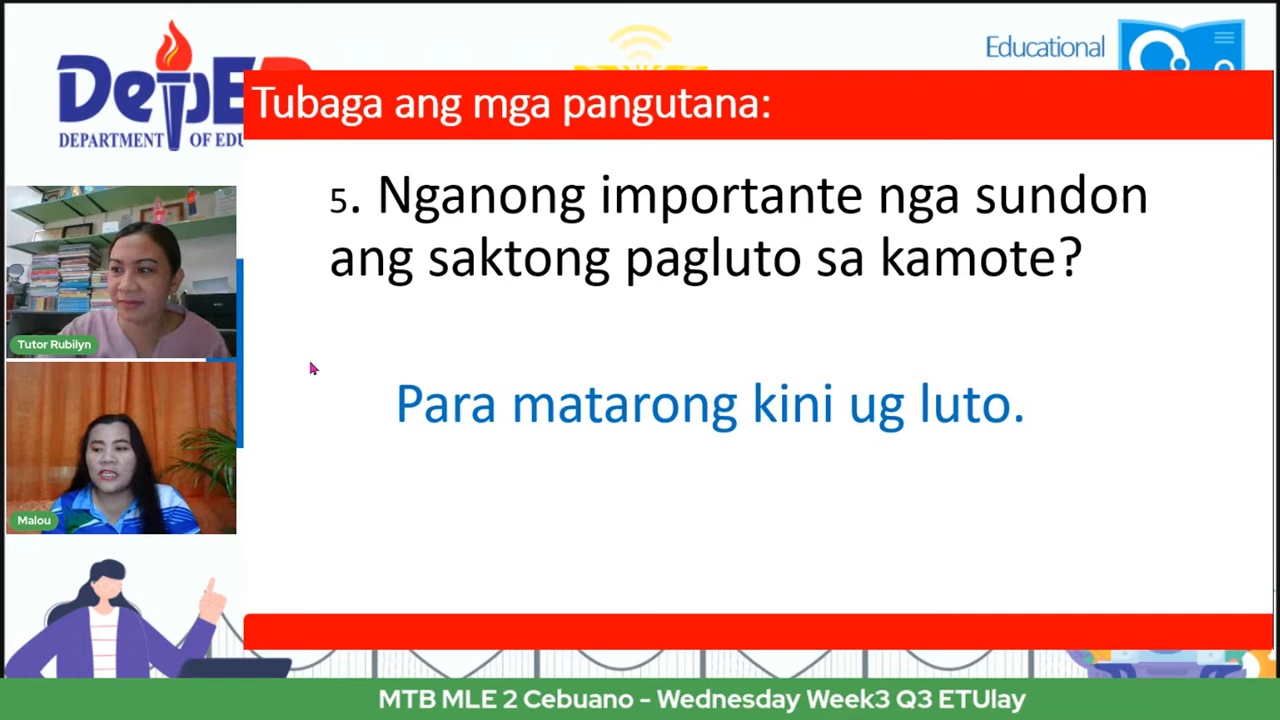 Educational
DepE
DEPARTMENT OF EDU
Tubaga ang mga pangutana:
5. Nganong importante nga sundon
ang saktong pagluto sa kamote?
Para matarong kini ug luto.
Tutor Rubilyn
Malou
MTB MLE 2 Cebuano - Wednesday Week3 Q3 ETUlay